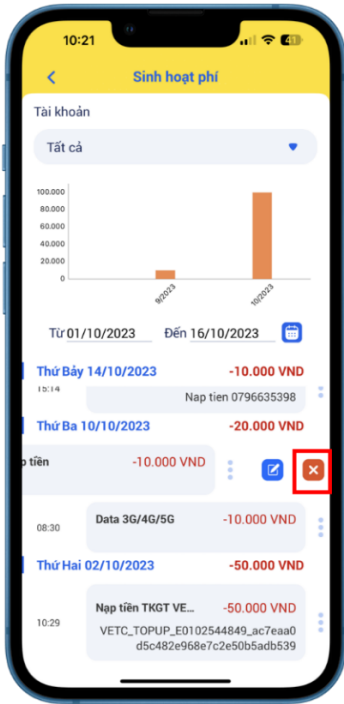 10:21
41
Sinh hoạt phí
Tài khoản
Tất cả
100.000
80.000
60.000
40.000
20.000
0
9/2023
10/2023
Từ 01/10/2023 Đến 16/10/2023
Thứ Bảy 14/10/2023 -10.000 VND
15:14
Nap tien 0796635398
Thứ Ba 10/10/2023 -20.000 VND
p tiền -10.000 VND
08:30 Data 3G/4G/5G -10.000 VND
Thứ Hai 02/10/2023 -50.000 VND
Nạp tiền TKGT VE... -50.000 VND
10:29
VETC_TOPUP_E0102544849_ac7eaa0
d5c482e968e7c2e50b5adb539